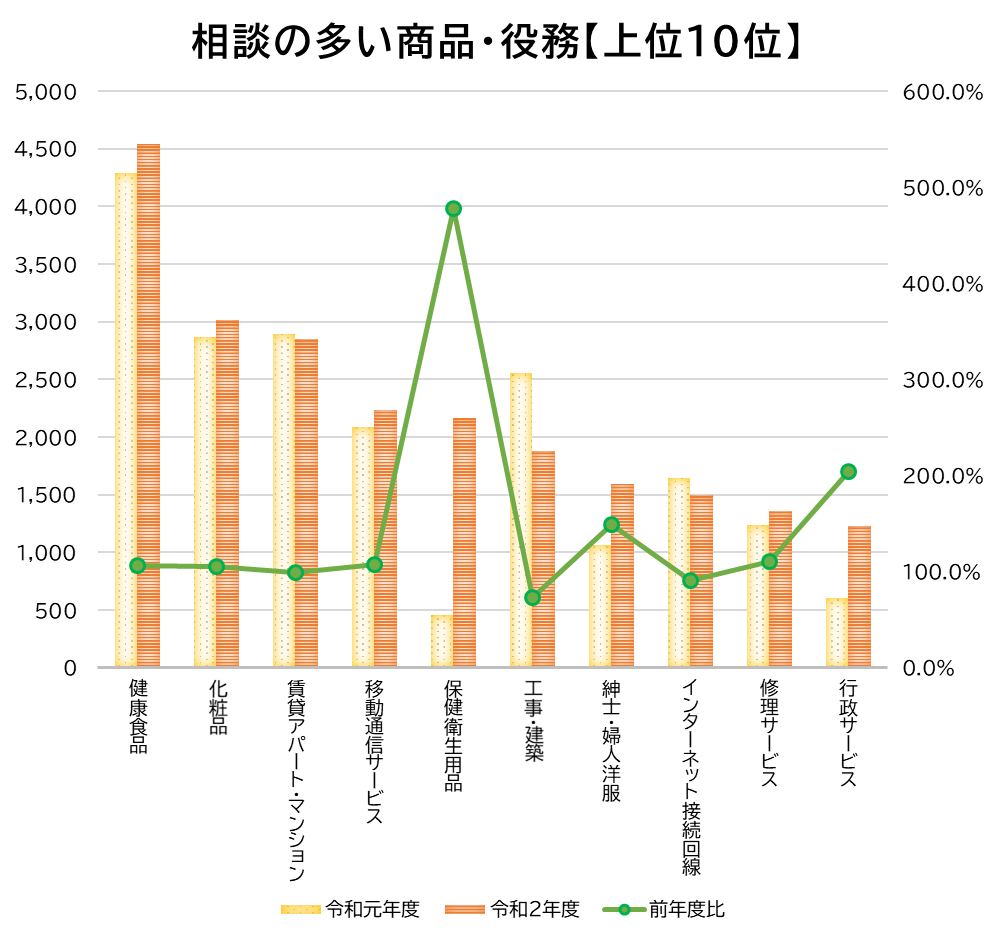 相談の多い商品・役務【上位10位】
5,000
4,500
4,000
3,500
3,000
2,500
2,000
1,500
1,000
500
0
600.0%
500.0%
400.0%
300.0%
200.0%
100.0%
0.0%
健康食品
化粧品
賃貸アパート・マンション
移動通信サービス
保健衛生用品
工事・建築
紳士・婦人洋服
インターネット接続回線
修理サービス
行政サービス
令和元年度
令和2年度
前年度比